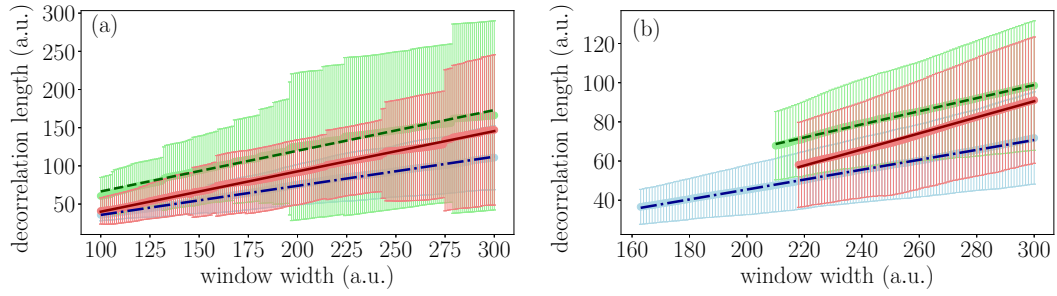 (a)
decorrelation length (a.u.)
300
250
200
150
100
50
100 125 150 175 200 225 250 275 300
window width (a.u.)
(b)
decorrelation length (a.u.)
120
100
80
60
40
160 180 200 220 240 260 280 300
window width (a.u.)